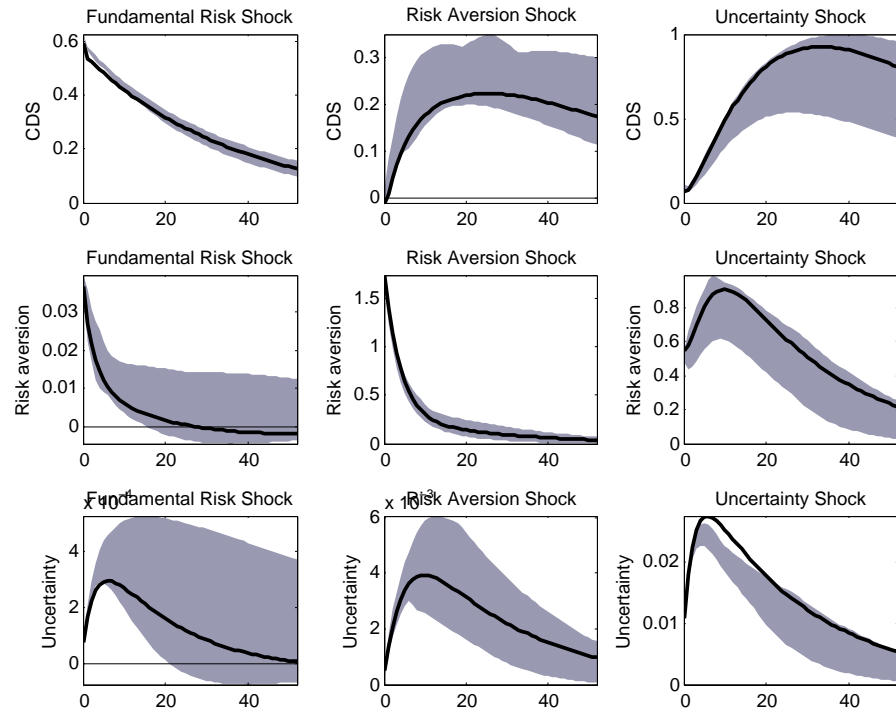 Fundamental Risk Shock
Risk Aversion Shock
Uncertainty Shock
CDS
0.6
0.4
0.2
0
0 20 40
CDS
0.3
0.2
0.1
0
0 20 40
CDS
1
0.5
0
0 20 40
Fundamental Risk Shock
Risk Aversion Shock
Uncertainty Shock
Risk aversion
0.03
0.02
0.01
0
0 20 40
Risk aversion
1.5
1
0.5
0
0 20 40
Risk aversion
0.8
0.6
0.4
0.2
0
0 20 40
x 10⁻⁴
Fundamental Risk Shock
x 10⁻³
Risk Aversion Shock
Uncertainty Shock
Uncertainty
4
2
0
0 20 40
Uncertainty
6
4
2
0
0 20 40
Uncertainty
0.02
0.01
0
0 20 40